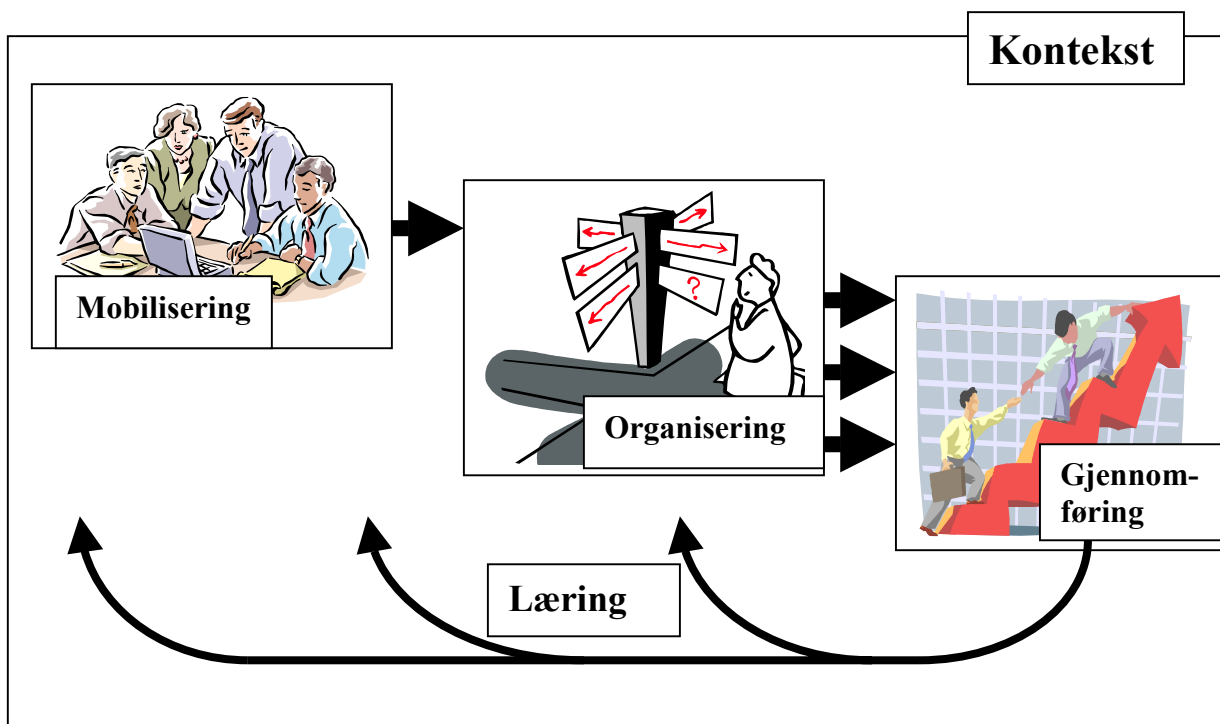 Kontekst
Mobilisering
?
Organisering
Gjennom-
føring
Læring